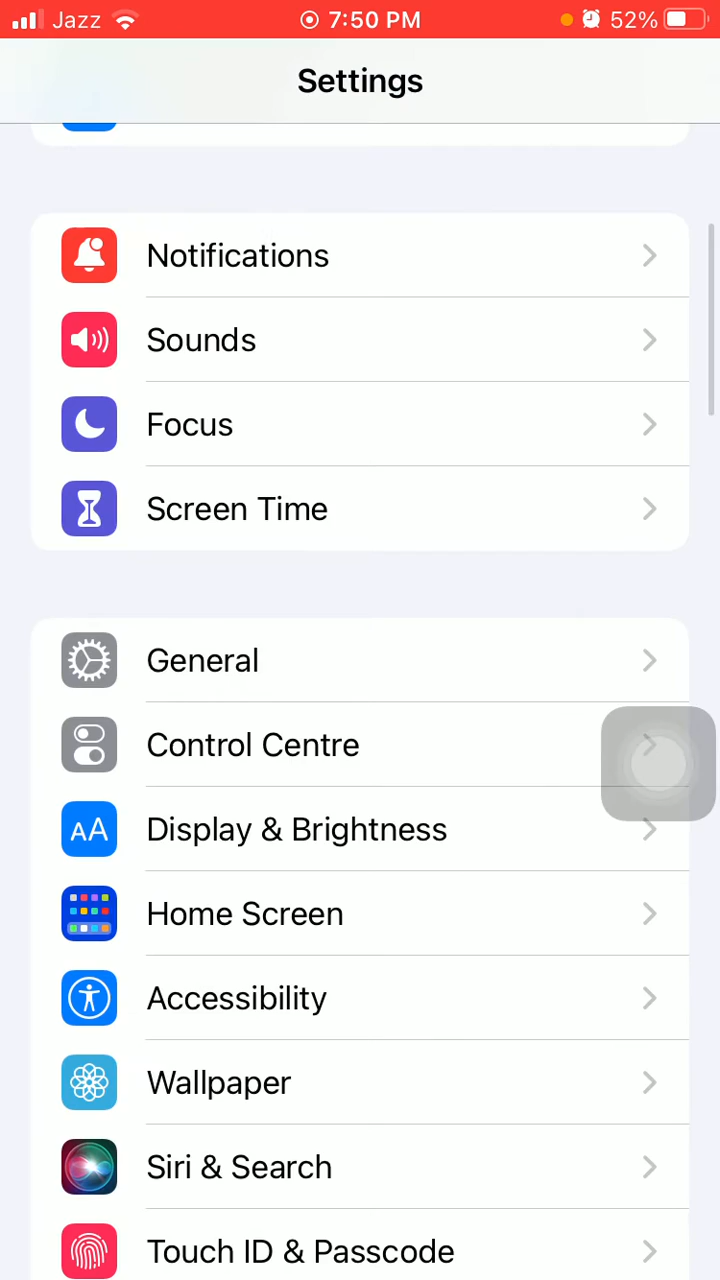 Jazz 7:50 PM 52%
Settings
Notifications
Sounds
Focus
Screen Time
General
Control Centre
AA Display & Brightness
Home Screen
Accessibility
Wallpaper
Siri & Search
Touch ID & Passcode